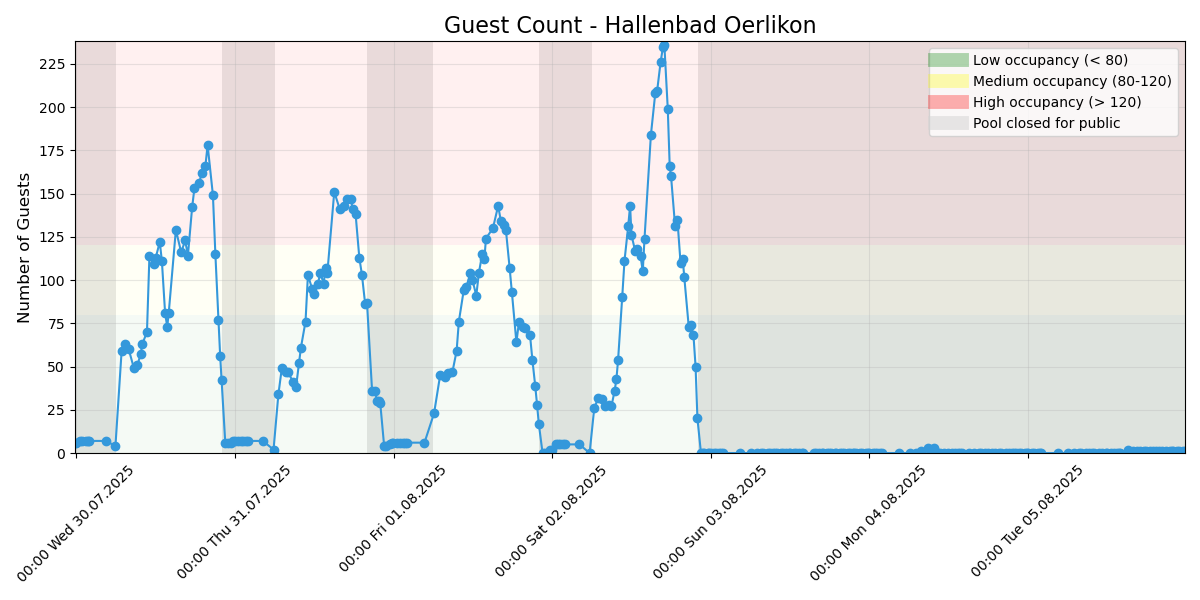 Guest Count - Hallenbad Oerlikon
Number of Guests
225
200
175
150
125
100
75
50
25
0
Low occupancy (< 80)
Medium occupancy (80-120)
High occupancy (> 120)
Pool closed for public
00:00 Wed 30.07.2025
00:00 Thu 31.07.2025
00:00 Fri 01.08.2025
00:00 Sat 02.08.2025
00:00 Sun 03.08.2025
00:00 Mon 04.08.2025
00:00 Tue 05.08.2025